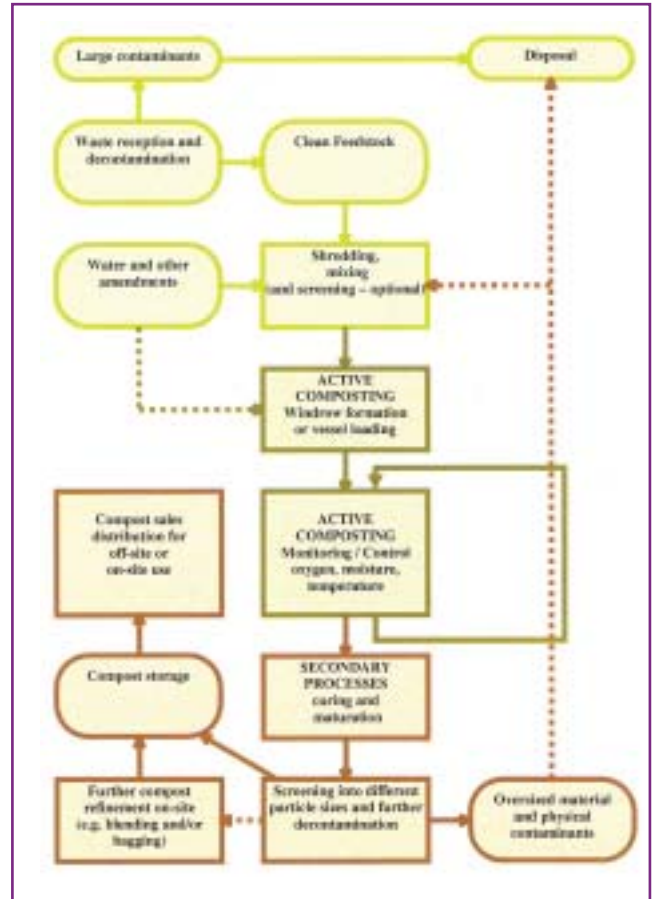 Large contaminants
Disposal
Waste reception and
decontamination
Clean Feedstock
Water and other
amendments
Shredding,
mixing
(and screening – optional)
ACTIVE
COMPOSTING
Windrow formation
or vessel loading
ACTIVE
COMPOSTING
Monitoring / Control
oxygen, moisture,
temperature
Compost sales
distribution for
off-site or
on-site use
SECONDARY
PROCESSES
curing and
maturation
Compost storage
Further compost
refinement on-site
(e.g. blending and/or
bagging)
Screening into different
particle sizes and further
decontamination
Oversized material
and physical
contaminants